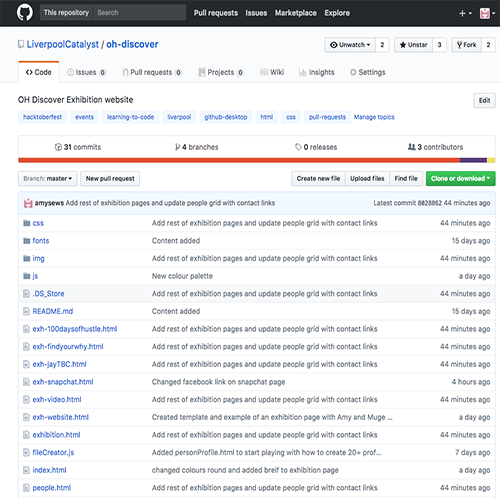 This repository Search Pull requests Issues Marketplace Explore
LiverpoolCatalyst / oh-discover Unwatch 2 Unstar 3 Fork 2
Code Issues 0 Pull requests 0 Projects 0 Wiki Insights Settings
OH Discover Exhibition website Edit
hacktoberfest events learning-to-code liverpool github-desktop html css pull-requests Manage topics
31 commits 4 branches 0 releases 3 contributors
Branch: master New pull request Create new file Upload files Find file Clone or download
amysews Add rest of exhibition pages and update people grid with contact links Latest commit 8028862 44 minutes ago
css Add rest of exhibition pages and update people grid with contact links 44 minutes ago
fonts Content added 15 days ago
img Add rest of exhibition pages and update people grid with contact links 44 minutes ago
js New colour palette a day ago
.DS_Store Add rest of exhibition pages and update people grid with contact links 44 minutes ago
README.md Content added 15 days ago
exh-100daysofhustle.html Add rest of exhibition pages and update people grid with contact links 44 minutes ago
exh-findyourwhy.html Add rest of exhibition pages and update people grid with contact links 44 minutes ago
exh-jayTBC.html Add rest of exhibition pages and update people grid with contact links 44 minutes ago
exh-snapchat.html Changed facebook link on snapchat page 4 hours ago
exh-video.html Add rest of exhibition pages and update people grid with contact links 44 minutes ago
exh-website.html Created template and example of an exhibition page with Amy and Muge ... a day ago
exhibition.html Add rest of exhibition pages and update people grid with contact links 44 minutes ago
fileCreator.js Added personProfile.html to start playing with how to create 20+ prof... 7 days ago
index.html changed colours round and added breif to exhibition page a day ago
people.html Add rest of exhibition pages and update people grid with contact links 44 minutes ago